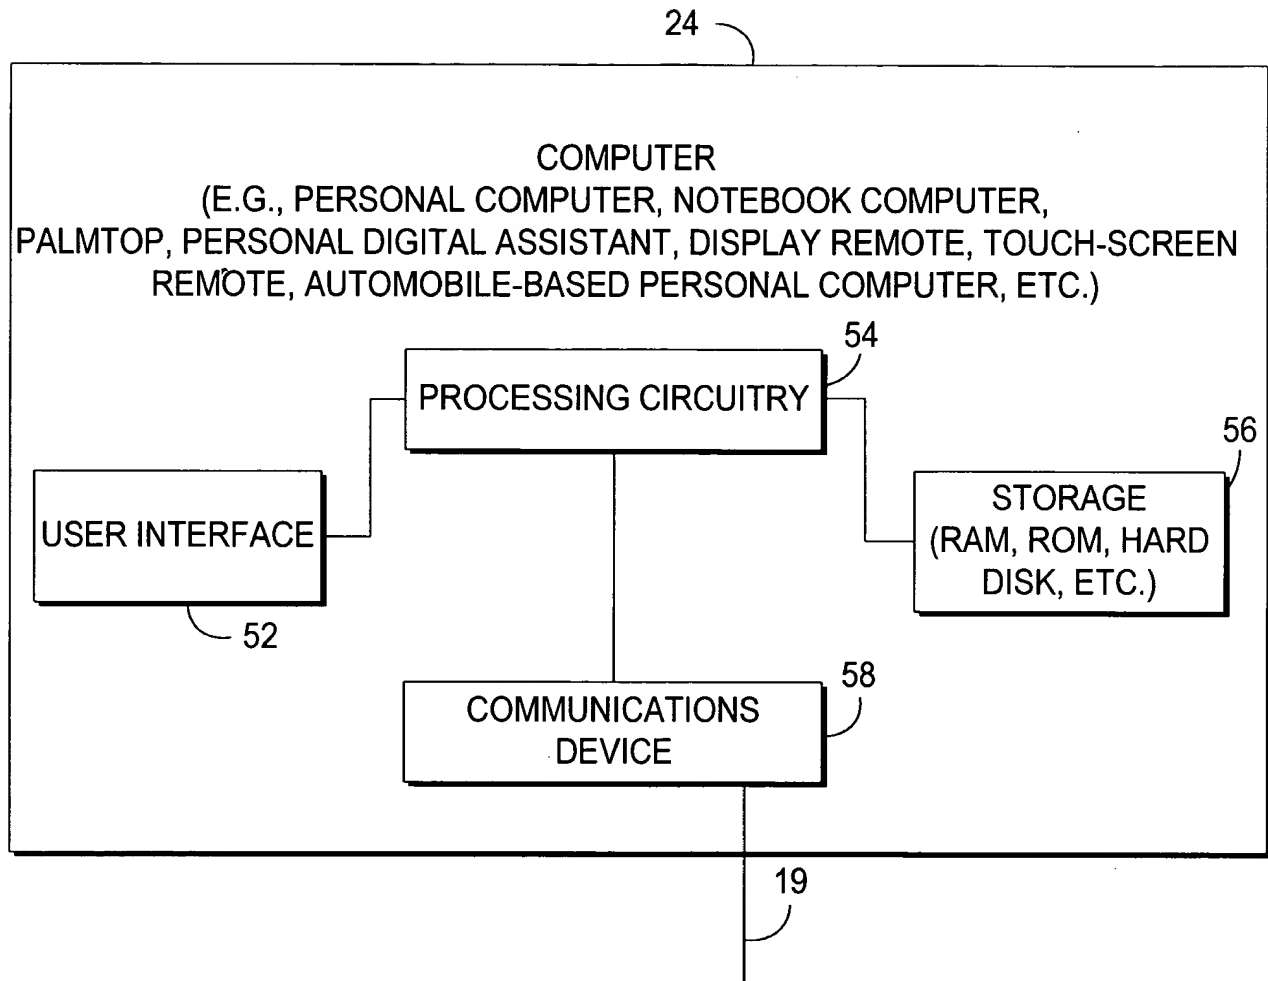 24
COMPUTER
(E.G., PERSONAL COMPUTER, NOTEBOOK COMPUTER,
PALMTOP, PERSONAL DIGITAL ASSISTANT, DISPLAY REMOTE, TOUCH-SCREEN
REMOTE, AUTOMOBILE-BASED PERSONAL COMPUTER, ETC.)
54
PROCESSING CIRCUITRY
56
USER INTERFACE
STORAGE
(RAM, ROM, HARD
DISK, ETC.)
52
58
COMMUNICATIONS
DEVICE
19